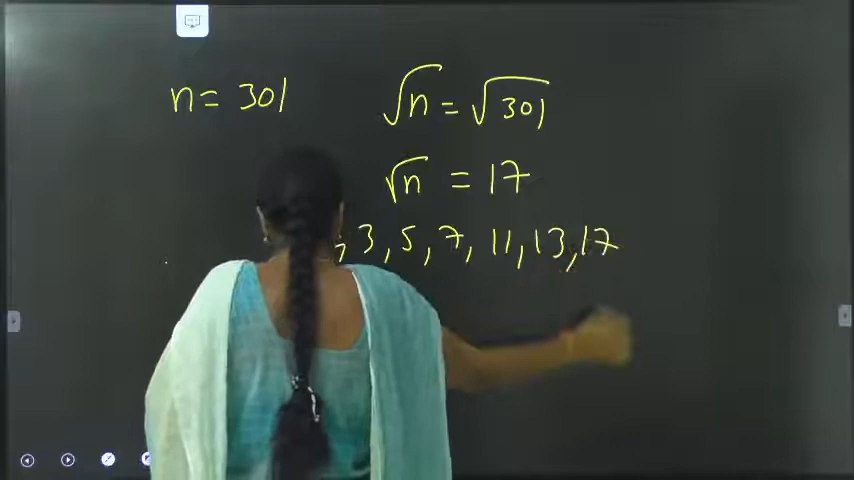 n = 301
√n = √301
√n = 17
, 3, 5, 7, 11, 13, 17